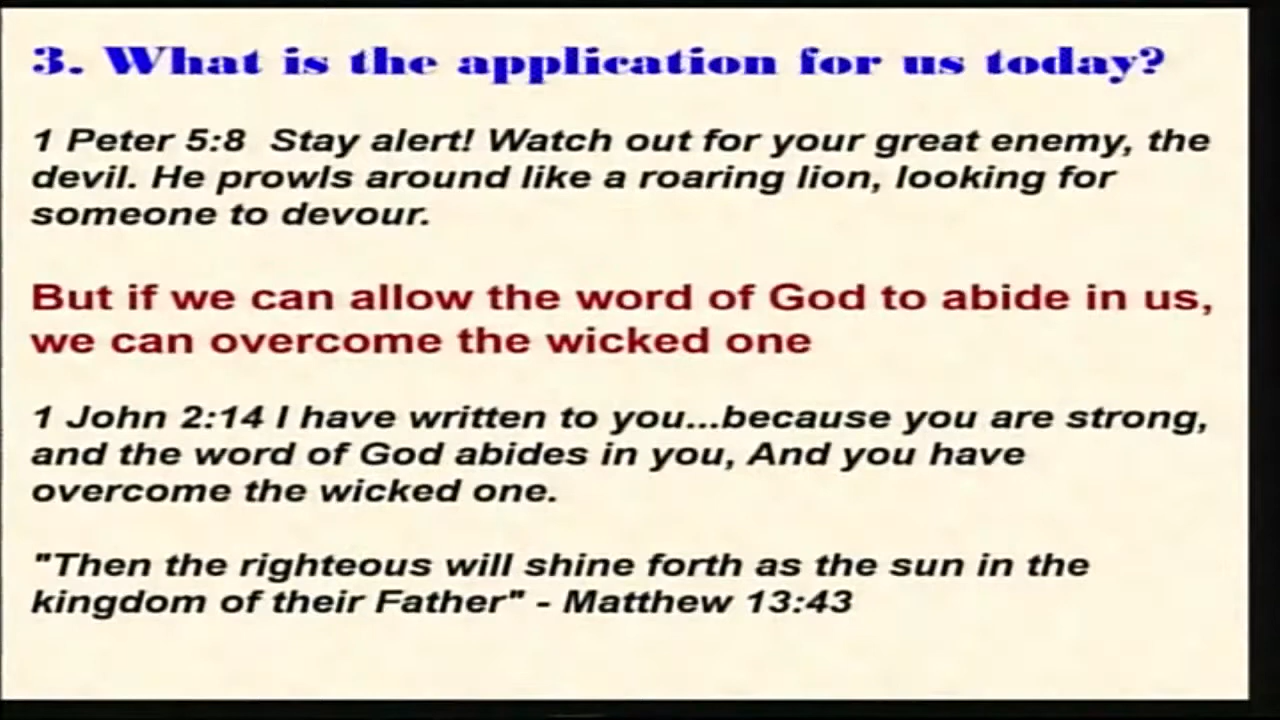 3. What is the application for us today?
1 Peter 5:8  Stay alert! Watch out for your great enemy, the
devil. He prowls around like a roaring lion, looking for
someone to devour.
But if we can allow the word of God to abide in us,
we can overcome the wicked one
1 John 2:14 I have written to you...because you are strong,
and the word of God abides in you, And you have
overcome the wicked one.
"Then the righteous will shine forth as the sun in the
kingdom of their Father" - Matthew 13:43